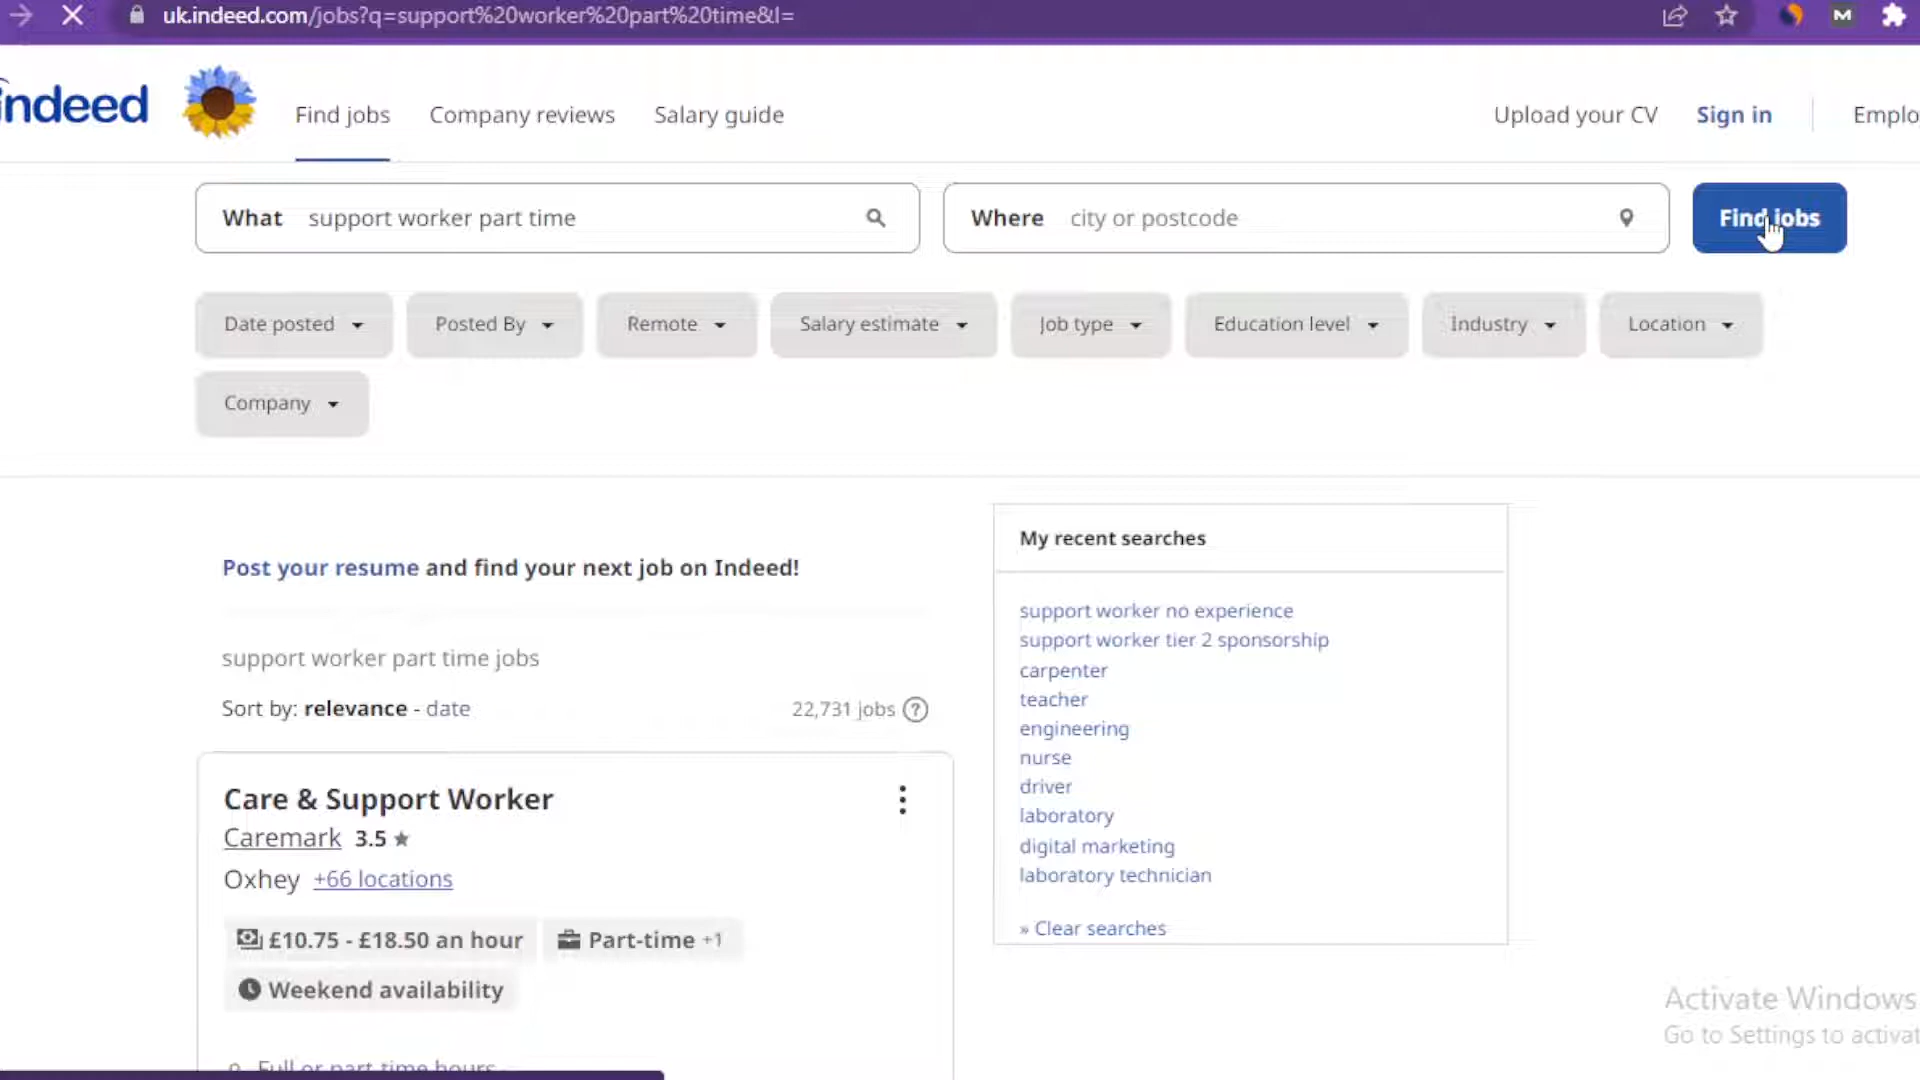 uk.indeed.com/jobs?q=support%20worker%20part%20time&l=
indeed
Find jobs
Company reviews
Salary guide
Upload your CV
Sign in
Emplo
What support worker part time
Where city or postcode
Find jobs
Date posted
Posted By
Remote
Salary estimate
Job type
Education level
Industry
Location
Company
Post your resume and find your next job on Indeed!
support worker part time jobs
Sort by: relevance - date
22,731 jobs ?
Care & Support Worker
Caremark 3.5 ★
Oxhey +66 locations
£10.75 - £18.50 an hour
Part-time +1
Weekend availability
Full or part-time hours.
My recent searches
support worker no experience
support worker tier 2 sponsorship
carpenter
teacher
engineering
nurse
driver
laboratory
digital marketing
laboratory technician
» Clear searches
Activate Windows
Go to Settings to activat